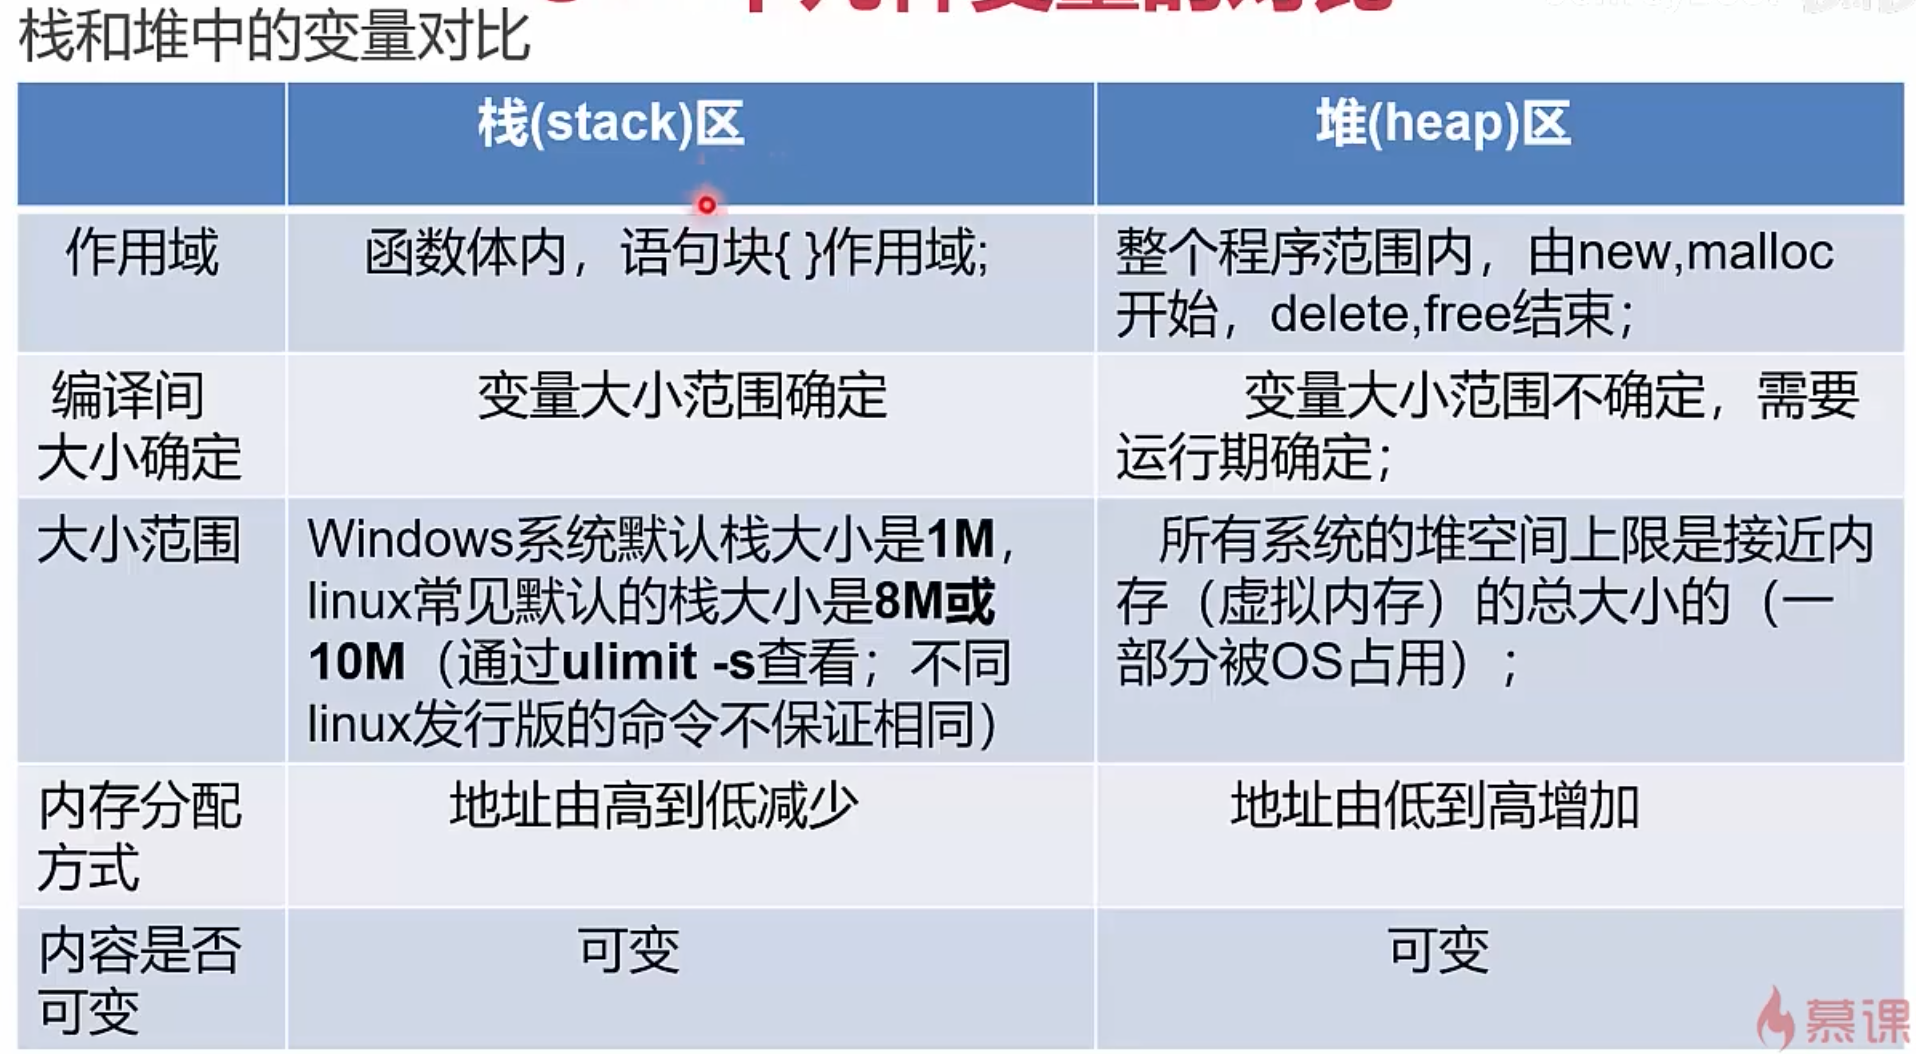 栈和堆中的变量对比
栈(stack)区
堆(heap)区
作用域
函数体内，语句块{ }作用域;
整个程序范围内，由new,malloc
开始，delete,free结束；
编译间
大小确定
变量大小范围确定
变量大小范围不确定，需要
运行期确定；
大小范围
Windows系统默认栈大小是1M，
linux常见默认的栈大小是8M或
10M（通过ulimit -s查看；不同
linux发行版的命令不保证相同）
所有系统的堆空间上限是接近内
存（虚拟内存）的总大小的（一
部分被OS占用）；
内存分配
方式
地址由高到低减少
地址由低到高增加
内容是否
可变
可变
可变
慕课